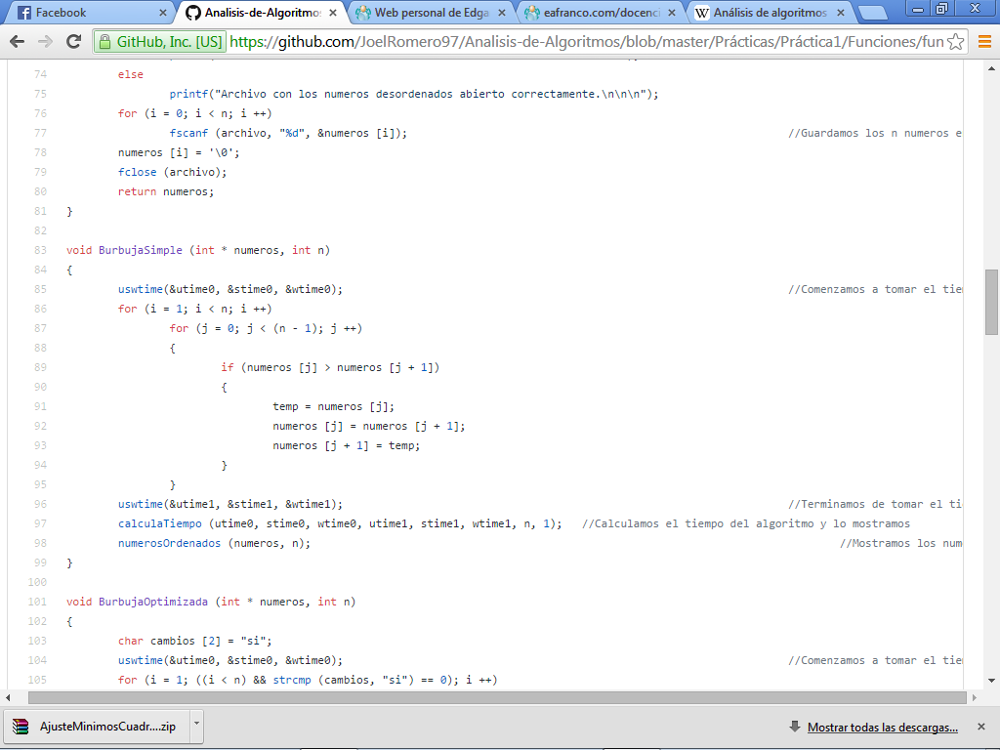 Facebook
Analisis-de-Algoritmos
Web personal de Edga
eafranco.com/docenci
Análisis de algoritmos
GitHub, Inc. [US] https://github.com/JoelRomero97/Analisis-de-Algoritmos/blob/master/Prácticas/Práctica1/Funciones/fun
74 else
75 printf("Archivo con los numeros desordenados abierto correctamente.\n\n\n");
76 for (i = 0; i < n; i ++)
77 fscanf (archivo, "%d", &numeros [i]); //Guardamos los n numeros e
78 numeros [i] = '\0';
79 fclose (archivo);
80 return numeros;
81 }
82
83 void BurbujaSimple (int * numeros, int n)
84 {
85 uswtime(&utime0, &stime0, &wtime0); //Comenzamos a tomar el tiem
86 for (i = 1; i < n; i ++)
87 for (j = 0; j < (n - 1); j ++)
88 {
89 if (numeros [j] > numeros [j + 1])
90 {
91 temp = numeros [j];
92 numeros [j] = numeros [j + 1];
93 numeros [j + 1] = temp;
94 }
95 }
96 uswtime(&utime1, &stime1, &wtime1); //Terminamos de tomar el ti
97 calculaTiempo (utime0, stime0, wtime0, utime1, stime1, wtime1, n, 1); //Calculamos el tiempo del algoritmo y lo mostramos
98 numerosOrdenados (numeros, n); //Mostramos los num
99 }
100
101 void BurbujaOptimizada (int * numeros, int n)
102 {
103 char cambios [2] = "si";
104 uswtime(&utime0, &stime0, &wtime0); //Comenzamos a tomar el tiem
105 for (i = 1; ((i < n) && strcmp (cambios, "si") == 0); i ++)
AjusteMinimosCuadr....zip
Mostrar todas las descargas...